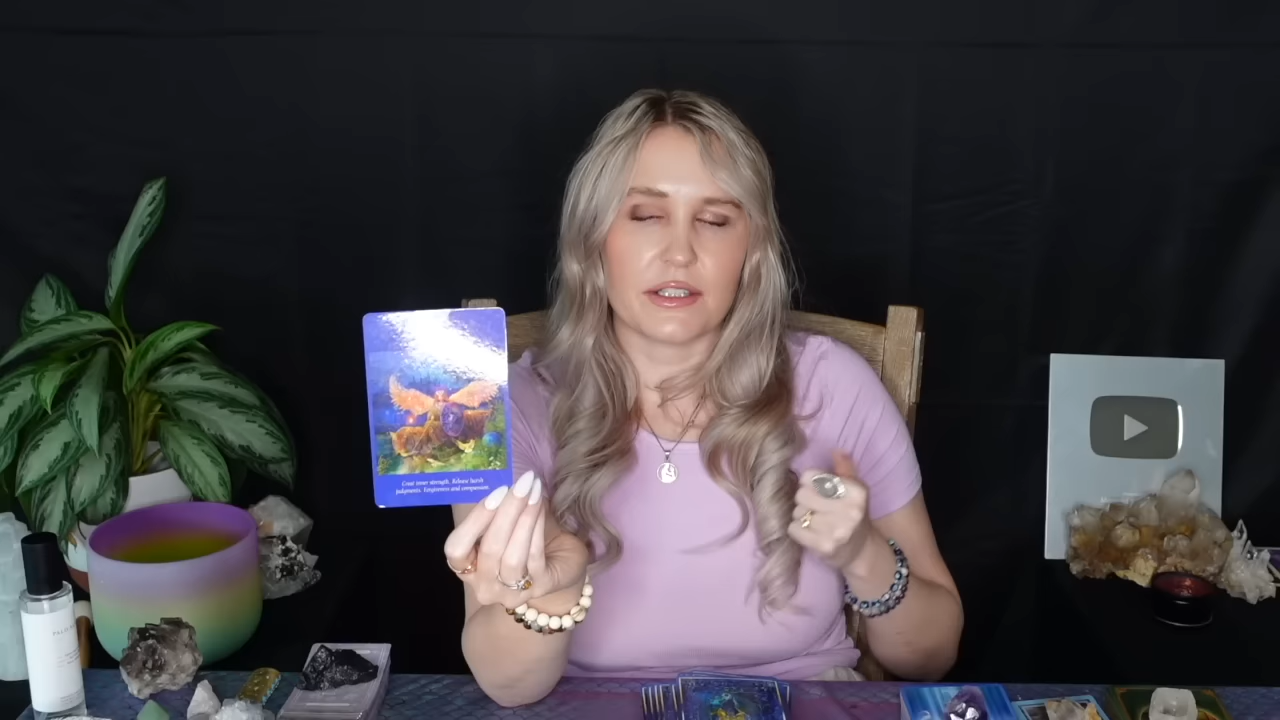 Great inner strength. Release harsh
judgments. Forgiveness and compassion.